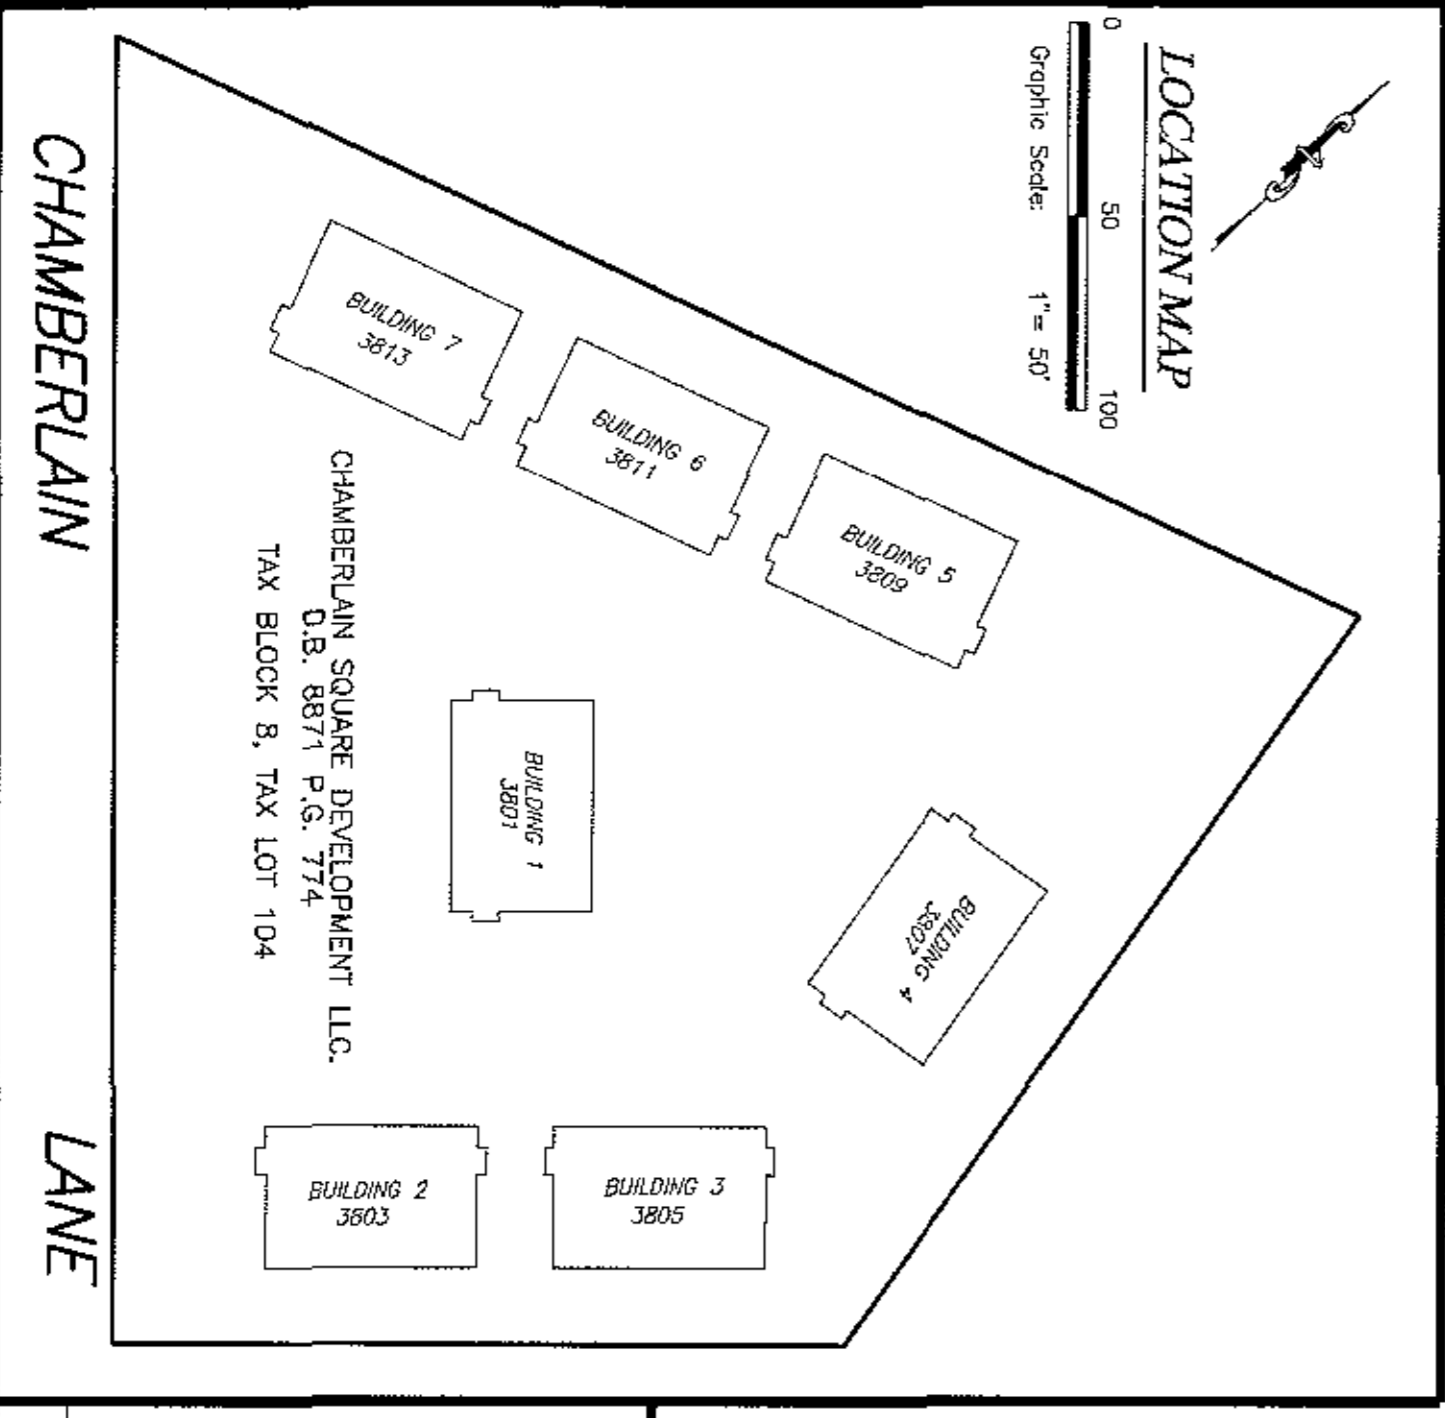 LOCATION MAP
0 50 100
Graphic Scale: 1"= 50'
N
BUILDING 7
3813
BUILDING 6
3811
BUILDING 5
3809
BUILDING 4
3807
BUILDING 1
3801
BUILDING 3
3805
BUILDING 2
3803
CHAMBERLAIN SQUARE DEVELOPMENT LLC.
D.B. 8871 P.G. 774
TAX BLOCK 8, TAX LOT 104
CHAMBERLAIN LANE